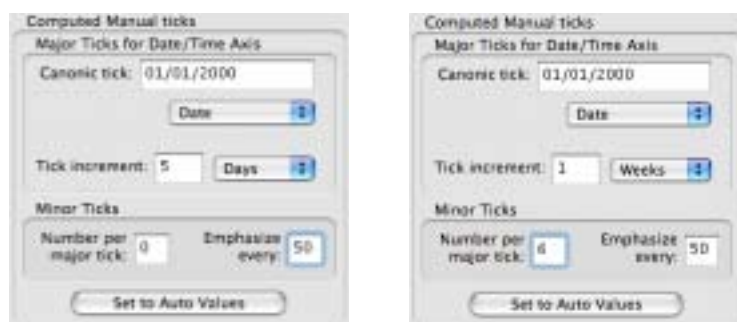 Computed Manual ticks
Major Ticks for Date/Time Axis
Canonic tick: 01/01/2000
Date
Tick increment: 5 Days
Minor Ticks
Number per major tick: 0 Emphasize every: 50
Set to Auto Values
Computed Manual ticks
Major Ticks for Date/Time Axis
Canonic tick: 01/01/2000
Date
Tick increment: 1 Weeks
Minor Ticks
Number per major tick: 6 Emphasize every: 50
Set to Auto Values